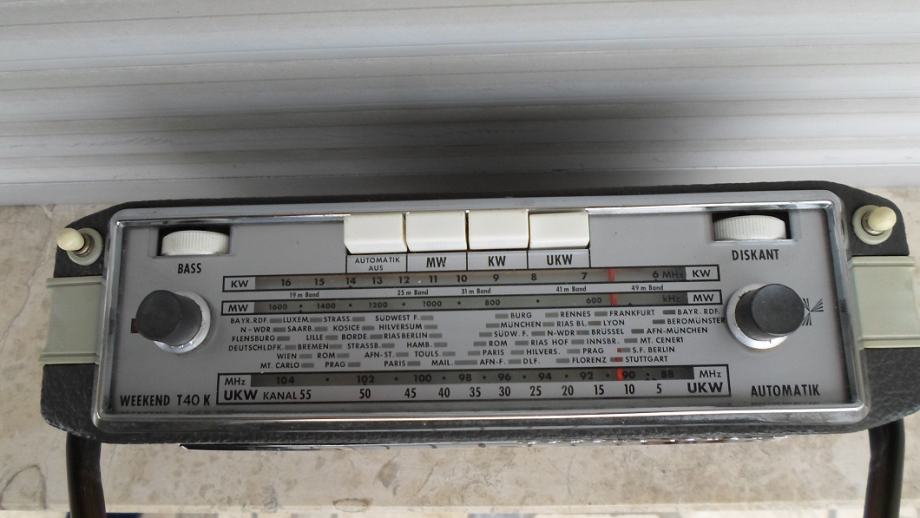 BASS
DISKANT
AUTOMATIK AUS
MW
KW
UKW
KW 16 15 14 13 12 11 10 9 8 7 6 MHz KW
19 m Band 25 m Band 31 m Band 41 m Band 49 m Band
MW 1600 1400 1200 1000 800 600 kHz MW
BAYR.RDF. LUXEM. STRASS SÜDWEST F. BURG RENNES FRANKFURT BAYR. RDF.
N-WDR SAARB. KOSICE HILVERSUM MÜNCHEN RIAS BL. LYON BEROMÜNSTER
FLENSBURG LILLE BORDE. RIAS BERLIN SÜDW. F. N-WDR BRÜSSEL AFN-MÜNCHEN
DEUTSCHLDFK. BREMEN STRASSB. HAMB. ROM RIAS HOF INNSBR. MT. CENERI
WIEN ROM AFN-ST. TOULS. PARIS HILVERS. PRAG S.F. BERLIN
MT. CARLO PRAG PARIS MAIL. AFN-F. DLF. FLORENZ STUTTGART
MHz 104 102 100 98 96 94 92 90 88 MHz
UKW KANAL 55 50 45 40 35 30 25 20 15 10 5 UKW
WEEKEND T40 K
AUTOMATIK